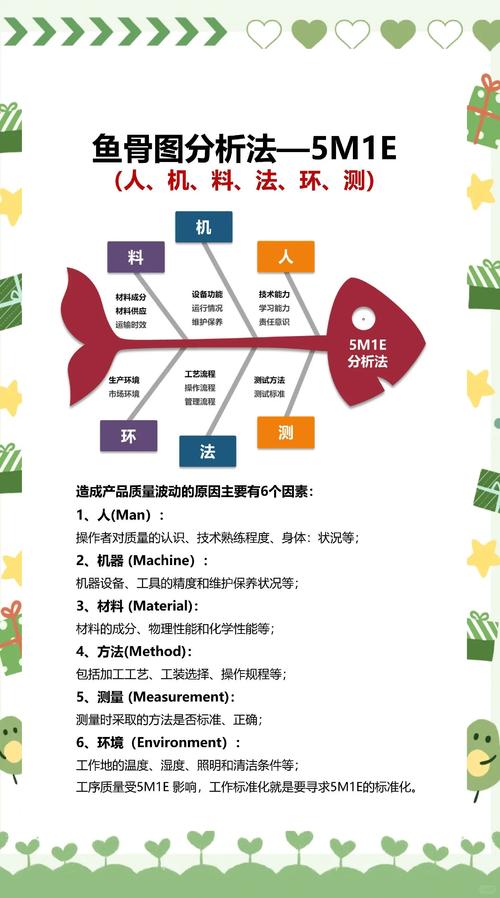 鱼骨图分析法—5M1E
(人、机、料、法、环、测)
机
料
人
材料成分
材料供应
运输时效
设备功能
运行情况
维护保养
技术能力
学习能力
责任意识
5M1E
分析法
生产环境
市场环境
工艺流程
操作流程
管理流程
测试方法
测试标准
环
法
测
造成产品质量波动的原因主要有6个因素：
1、人(Man）：
操作者对质量的认识、技术熟练程度、身体：状况等；
2、机器 (Machine）：
机器设备、工具的精度和维护保养状况等；
3、材料 (Material)：
材料的成分、物理性能和化学性能等；
4、方法(Method)：
包括加工工艺、工装选择、操作规程等；
5、测量 (Measurement)：
测量时采取的方法是否标准、正确；
6、环境（Environment）：
工作地的温度、湿度、照明和清洁条件等；
工序质量受5M1E 影响，工作标准化就是要寻求5M1E的标准化。